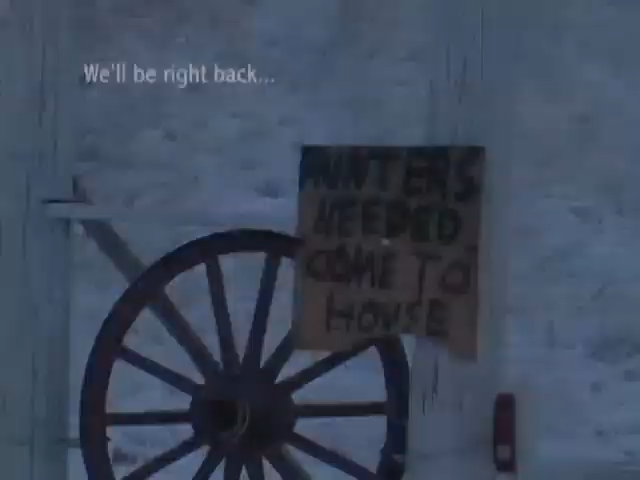 We'll be right back...
HUNTERS
NEEDED
COME TO
HOUSE